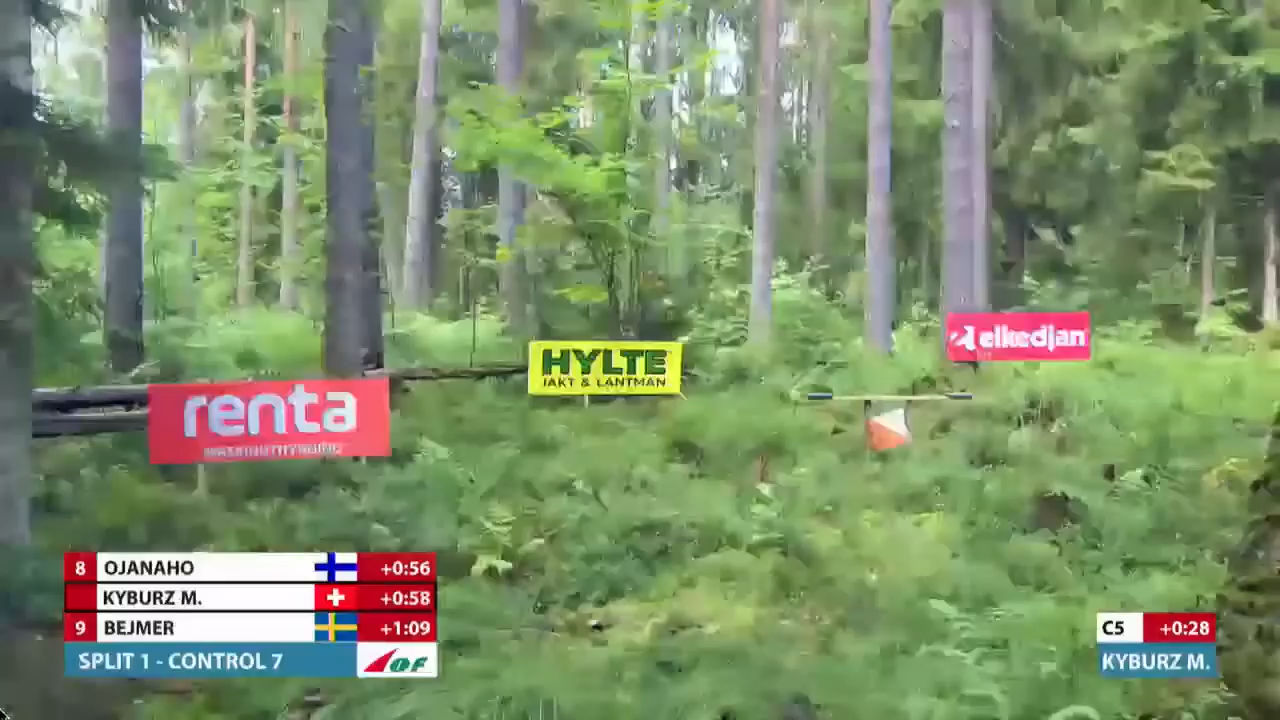 elkedjan
HYLTE
JAKT & LANTMAN
renta
MASKINUTHYRNING
8 OJANAHO +0:56
KYBURZ M. +0:58
9 BEJMER +1:09
SPLIT 1 - CONTROL 7 IOF
C5 +0:28
KYBURZ M.